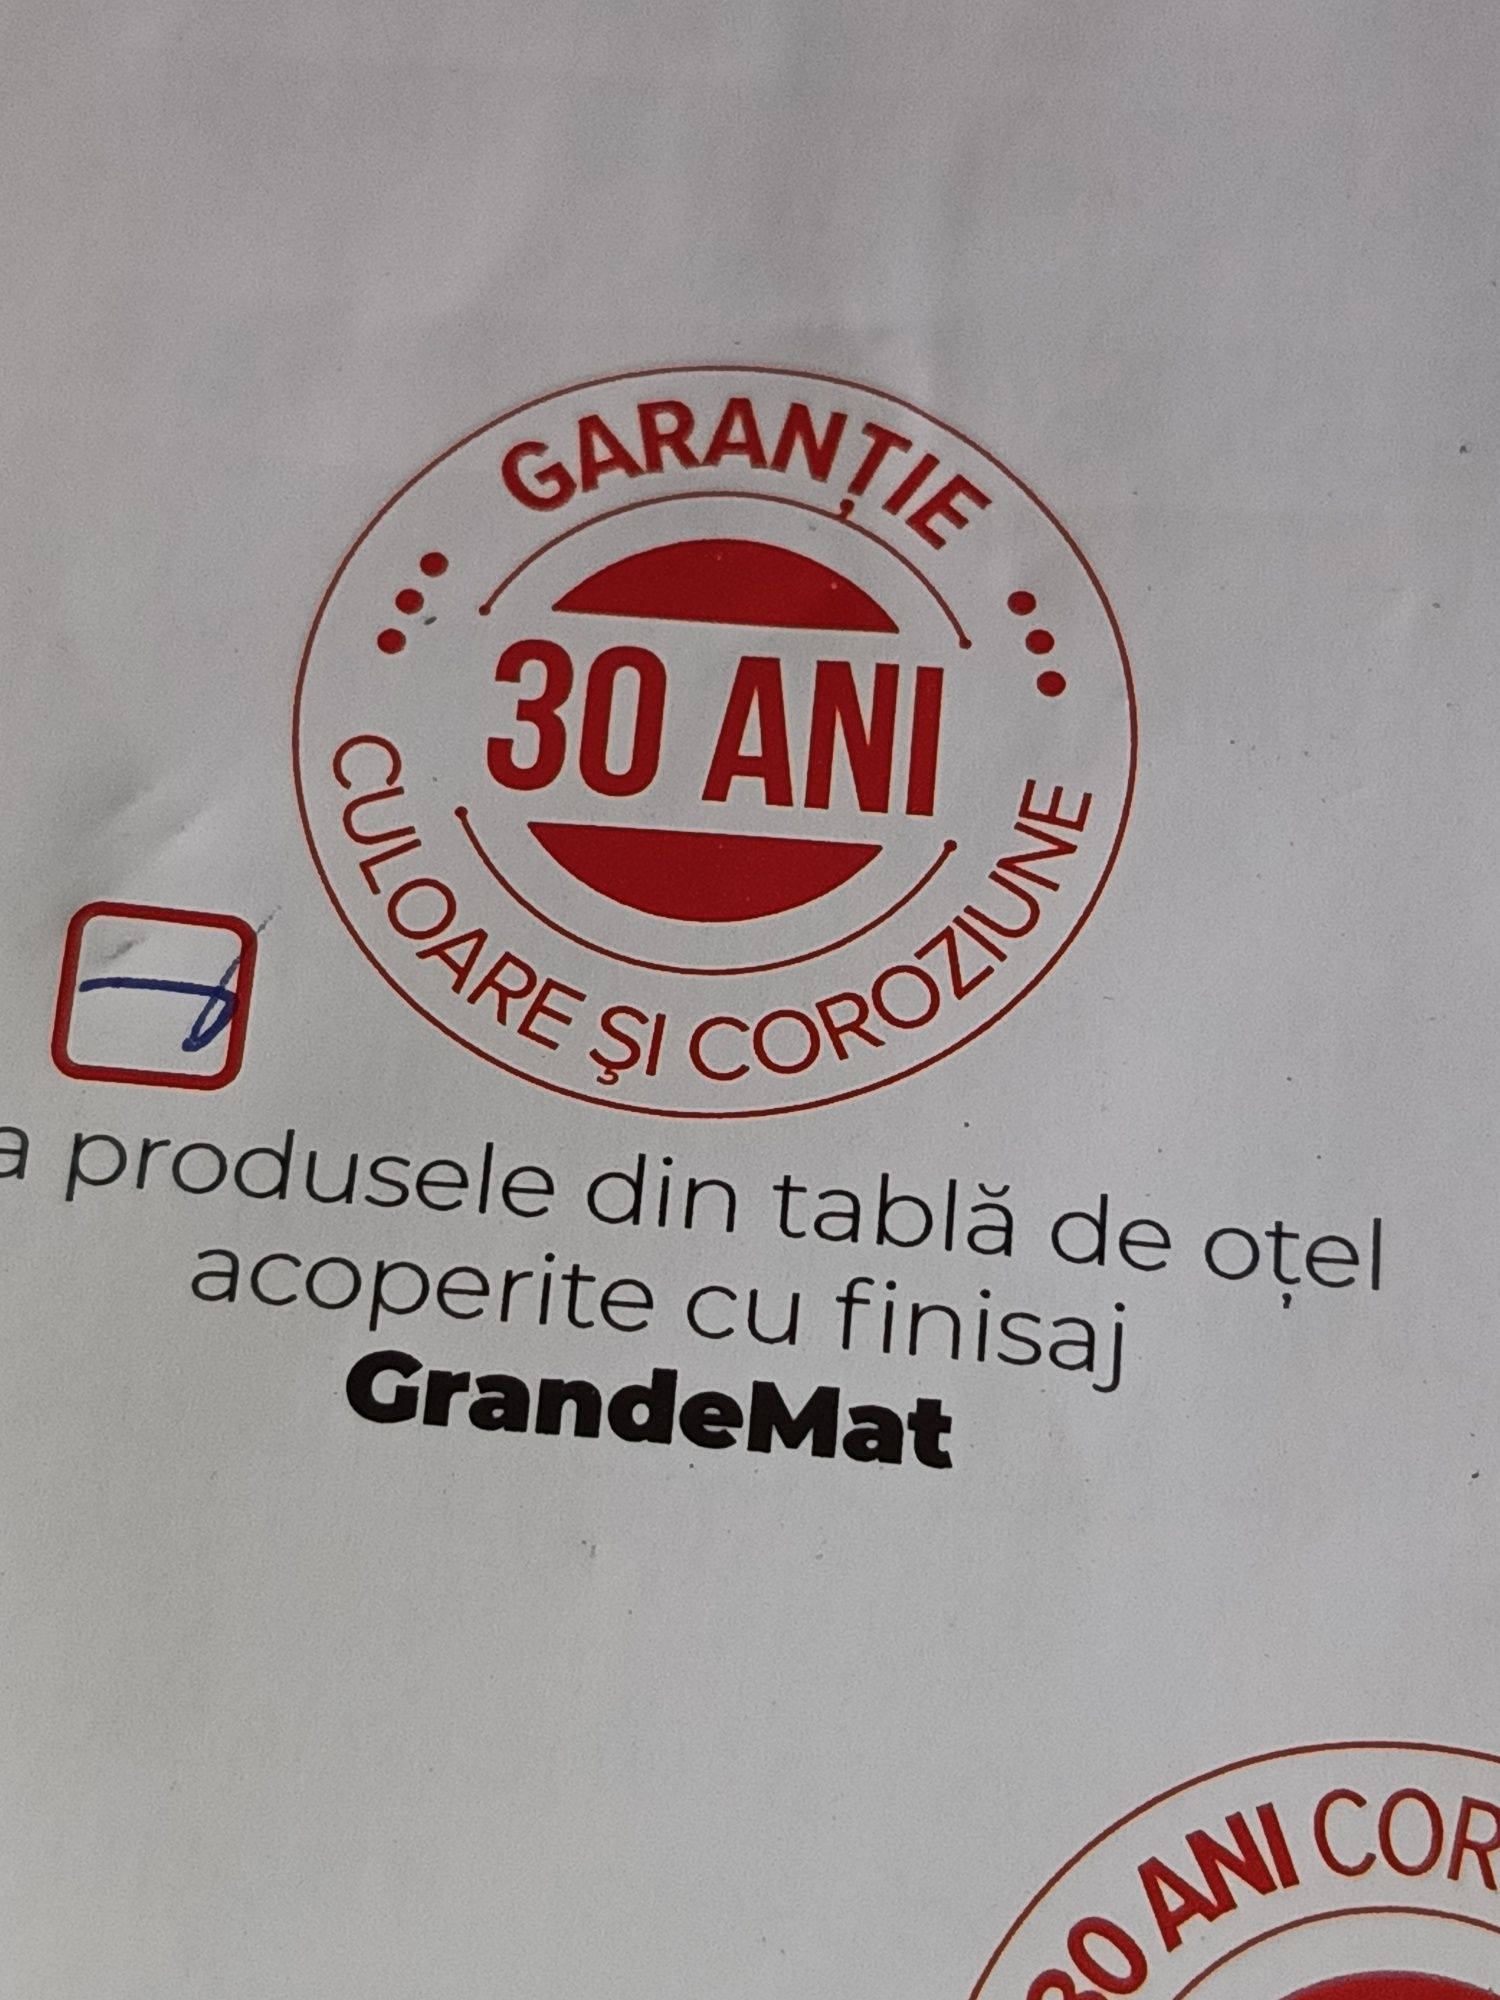 GARANȚIE
30 ANI
CULOARE ŞI COROZIUNE
a produsele din tablă de oțel
acoperite cu finisaj
GrandeMat
30 ANI COR